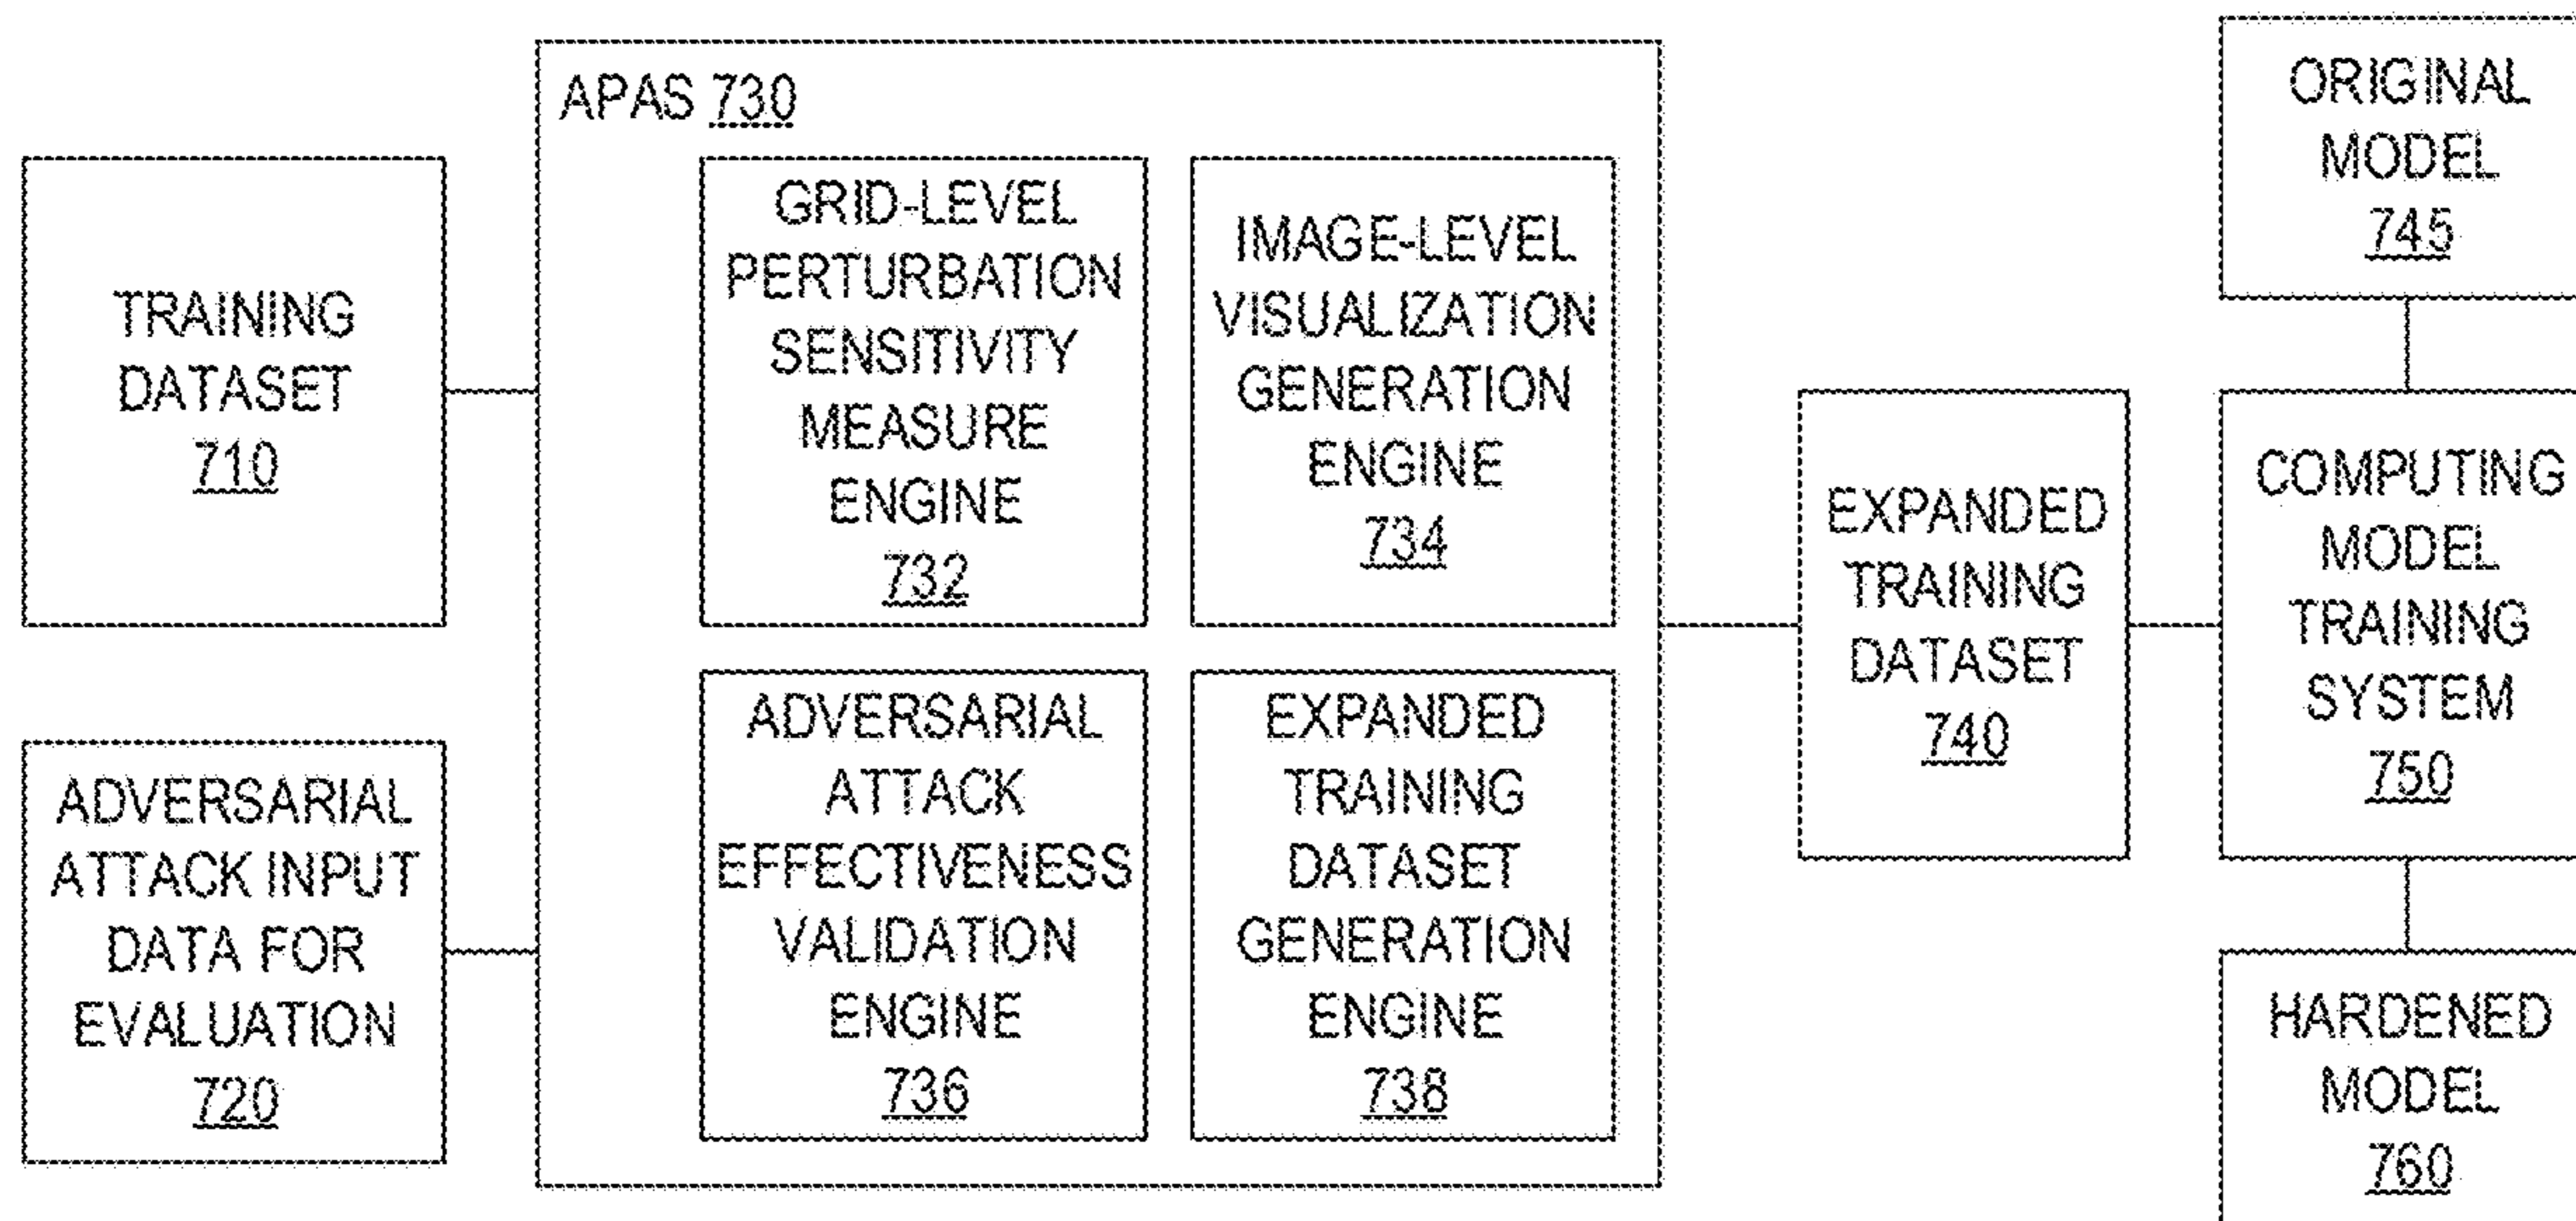 TRAINING
DATASET
710
ADVERSARIAL
ATTACK INPUT
DATA FOR
EVALUATION
720
APAS 730
GRID-LEVEL
PERTURBATION
SENSITIVITY
MEASURE
ENGINE
732
IMAGE-LEVEL
VISUALIZATION
GENERATION
ENGINE
734
ADVERSARIAL
ATTACK
EFFECTIVENESS
VALIDATION
ENGINE
736
EXPANDED
TRAINING
DATASET
GENERATION
ENGINE
738
EXPANDED
TRAINING
DATASET
740
ORIGINAL
MODEL
745
COMPUTING
MODEL
TRAINING
SYSTEM
750
HARDENED
MODEL
760